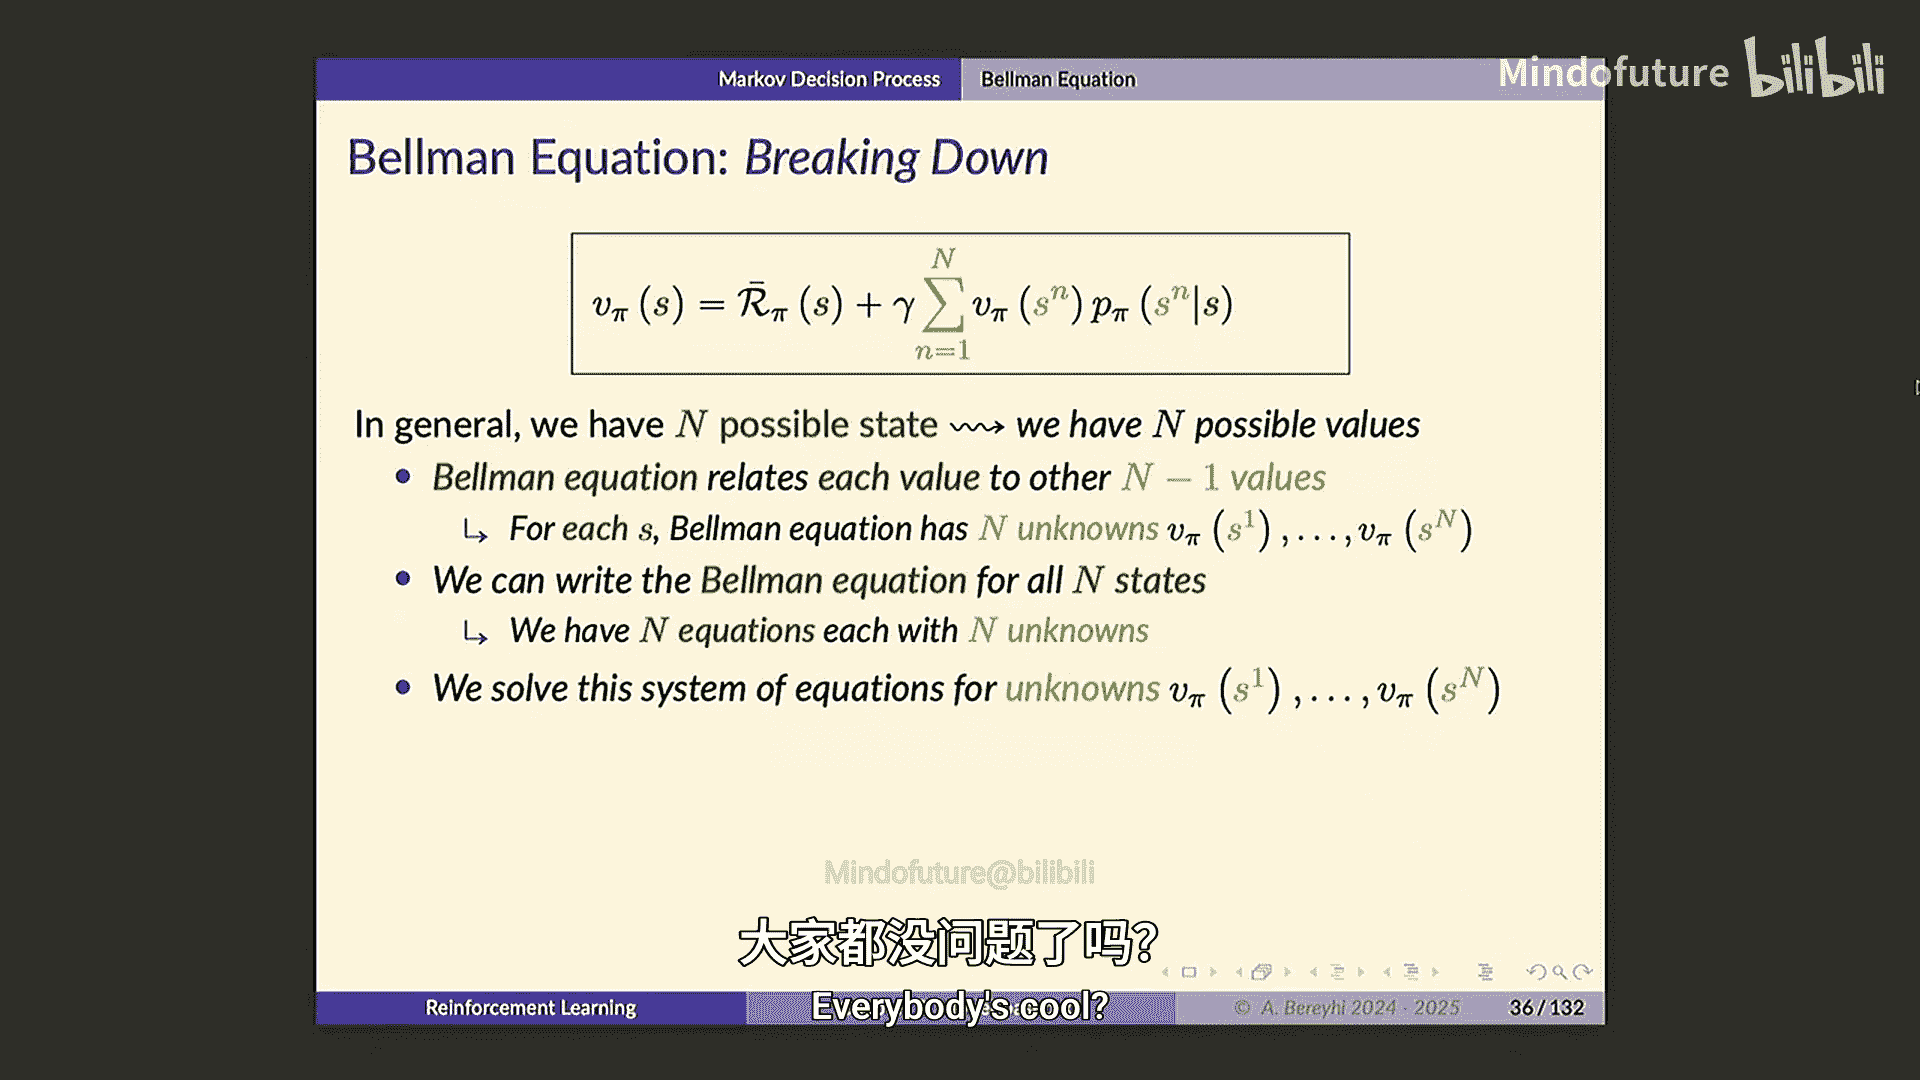 Markov Decision Process Bellman Equation
Mindofuture bilibili
Bellman Equation: Breaking Down
N
v_π (s) = R̄_π (s) + γ ∑ v_π (s^n) p_π (s^n|s)
n=1
In general, we have N possible state ⇝ we have N possible values
• Bellman equation relates each value to other N − 1 values
↳ For each s, Bellman equation has N unknowns v_π (s^1) , . . . , v_π (s^N)
• We can write the Bellman equation for all N states
↳ We have N equations each with N unknowns
• We solve this system of equations for unknowns v_π (s^1) , . . . , v_π (s^N)
Mindofuture@bilibili
大家都没问题了吗?
Everybody's cool?
Reinforcement Learning
© A. Bereyhi 2024 - 2025
36 / 132